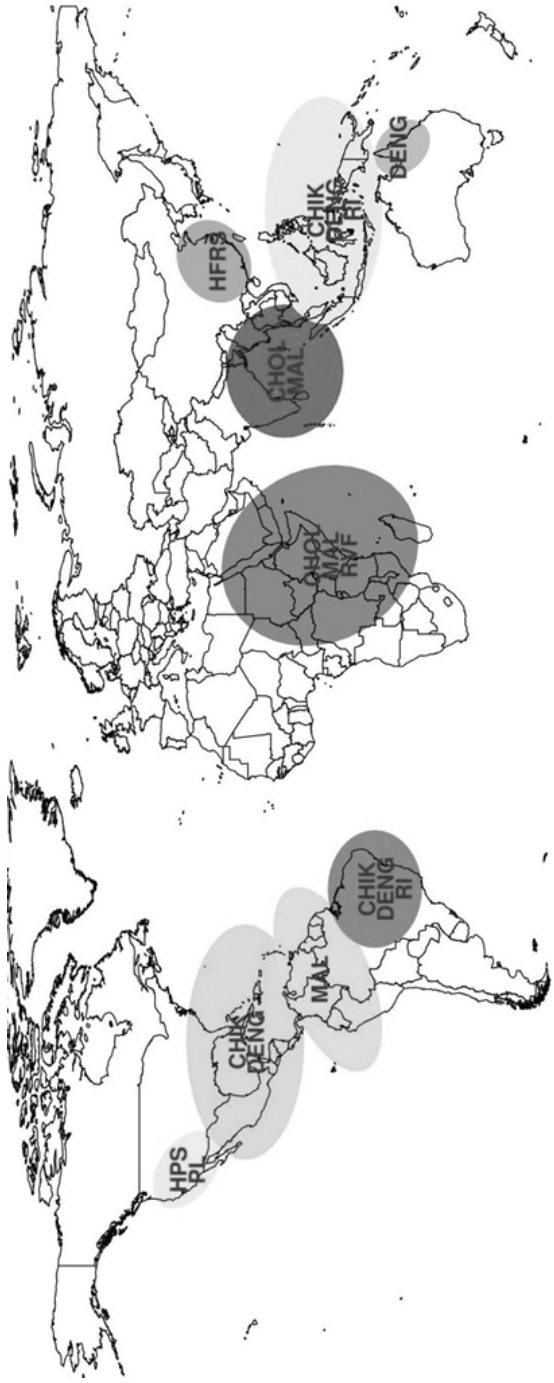 HPS
PL
CHIK
DENG
MAL
CHIK
DENG
RI
CHOL
MAL
RVF
CHOL
MAL
HFRS
CHIK
DENG
RI
DENG